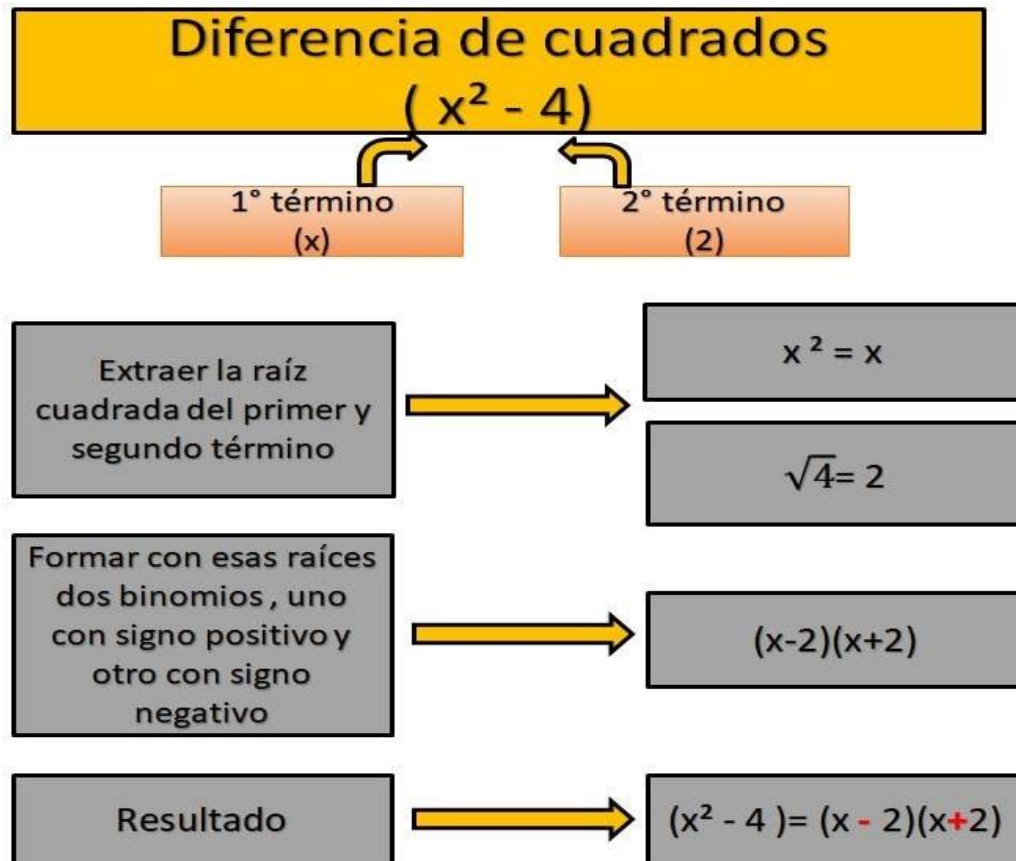 Diferencia de cuadrados
( x² - 4)
1° término
(x)
2° término
(2)
Extraer la raíz
cuadrada del primer y
segundo término
x ² = x
√4= 2
Formar con esas raíces
dos binomios , uno
con signo positivo y
otro con signo
negativo
(x-2)(x+2)
Resultado
(x² - 4 )= (x - 2)(x+2)